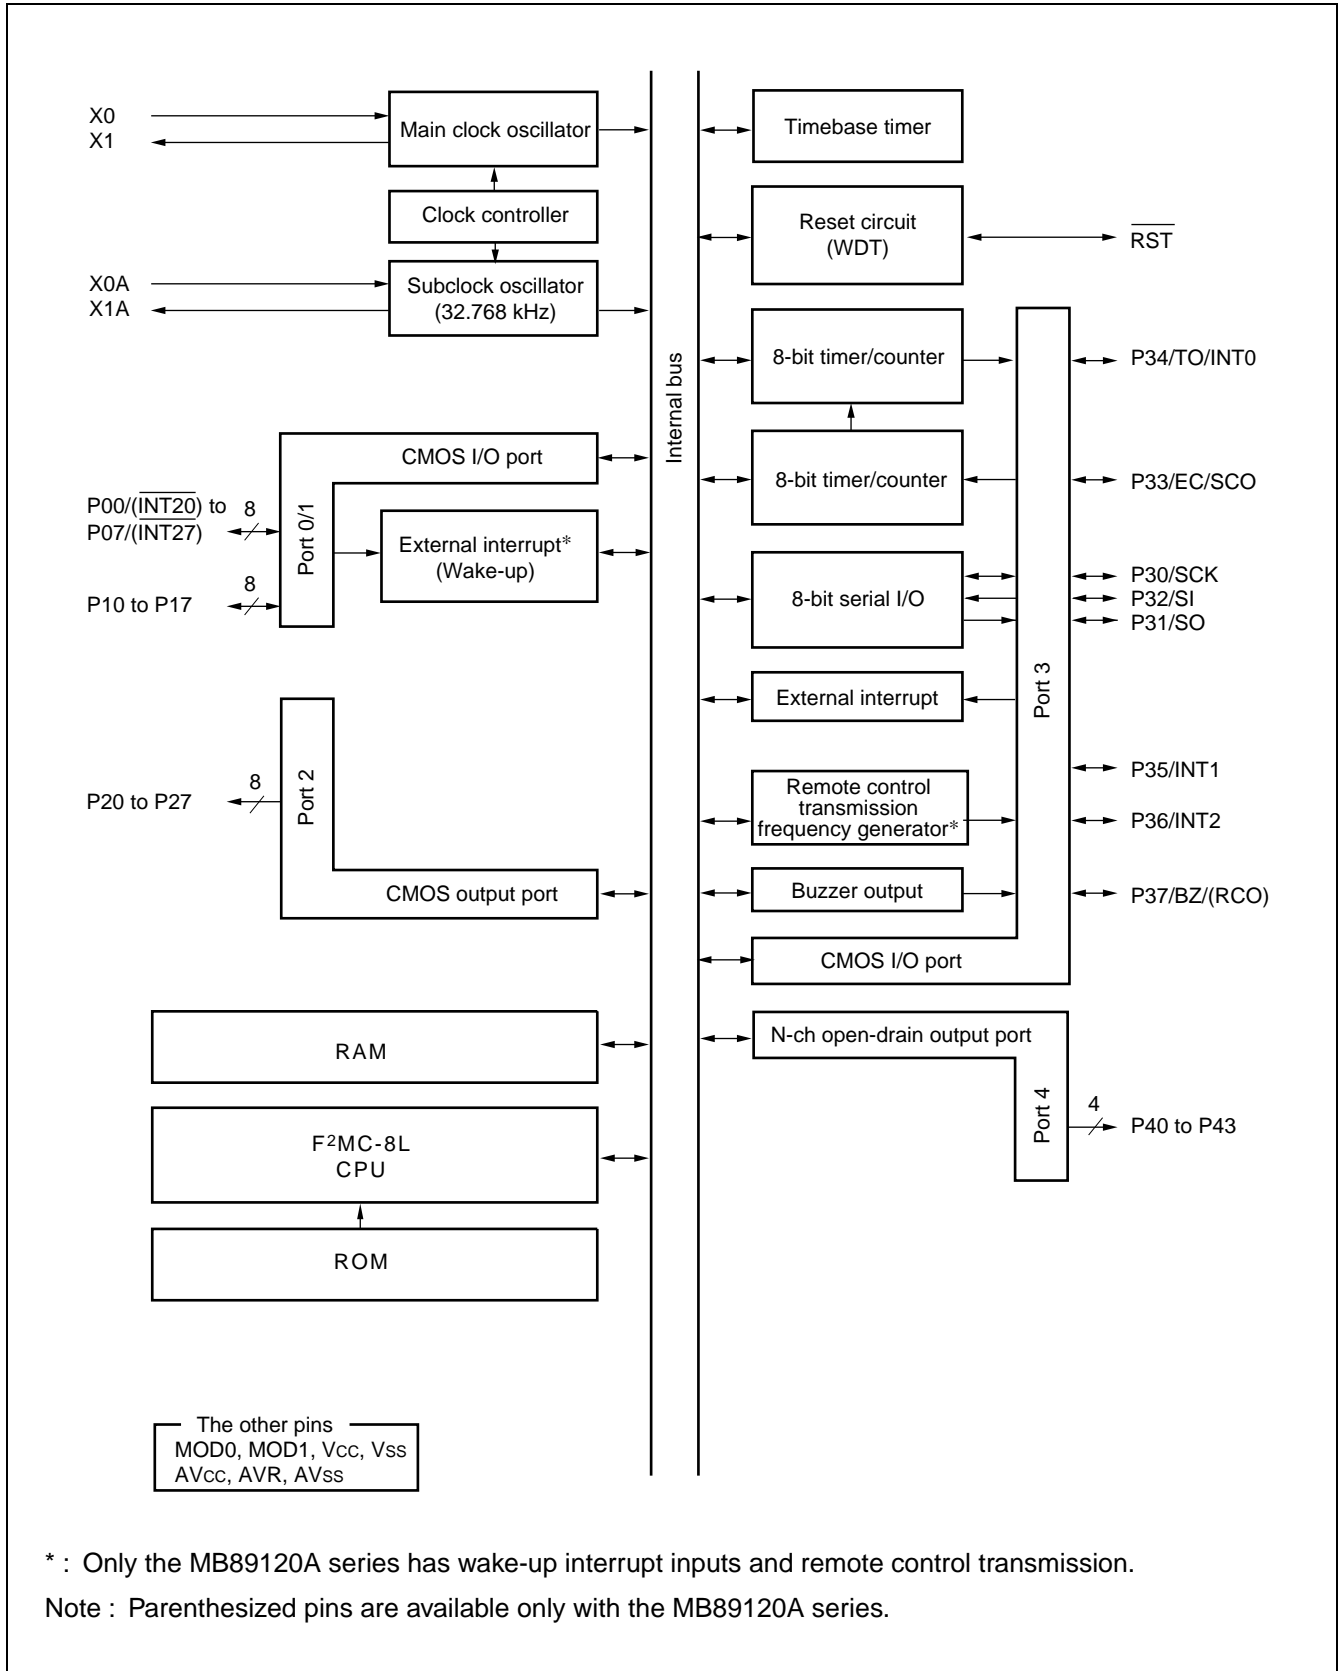 X0
X1
Main clock oscillator
Clock controller
X0A
X1A
Subclock oscillator
(32.768 kHz)
CMOS I/O port
P00/(INT20) to
P07/(INT27)
8
Port 0/1
External interrupt*
(Wake-up)
P10 to P17
8
Port 2
P20 to P27
8
CMOS output port
RAM
F2MC-8L
CPU
ROM
The other pins
MOD0, MOD1, Vcc, Vss
AVcc, AVR, AVss
Internal bus
Timebase timer
Reset circuit
(WDT)
RST
8-bit timer/counter
P34/TO/INT0
8-bit timer/counter
P33/EC/SCO
8-bit serial I/O
P30/SCK
P32/SI
P31/SO
Port 3
External interrupt
P35/INT1
Remote control
transmission
frequency generator*
P36/INT2
Buzzer output
P37/BZ/(RCO)
CMOS I/O port
N-ch open-drain output port
Port 4
4
P40 to P43
* : Only the MB89120A series has wake-up interrupt inputs and remote control transmission.
Note : Parenthesized pins are available only with the MB89120A series.